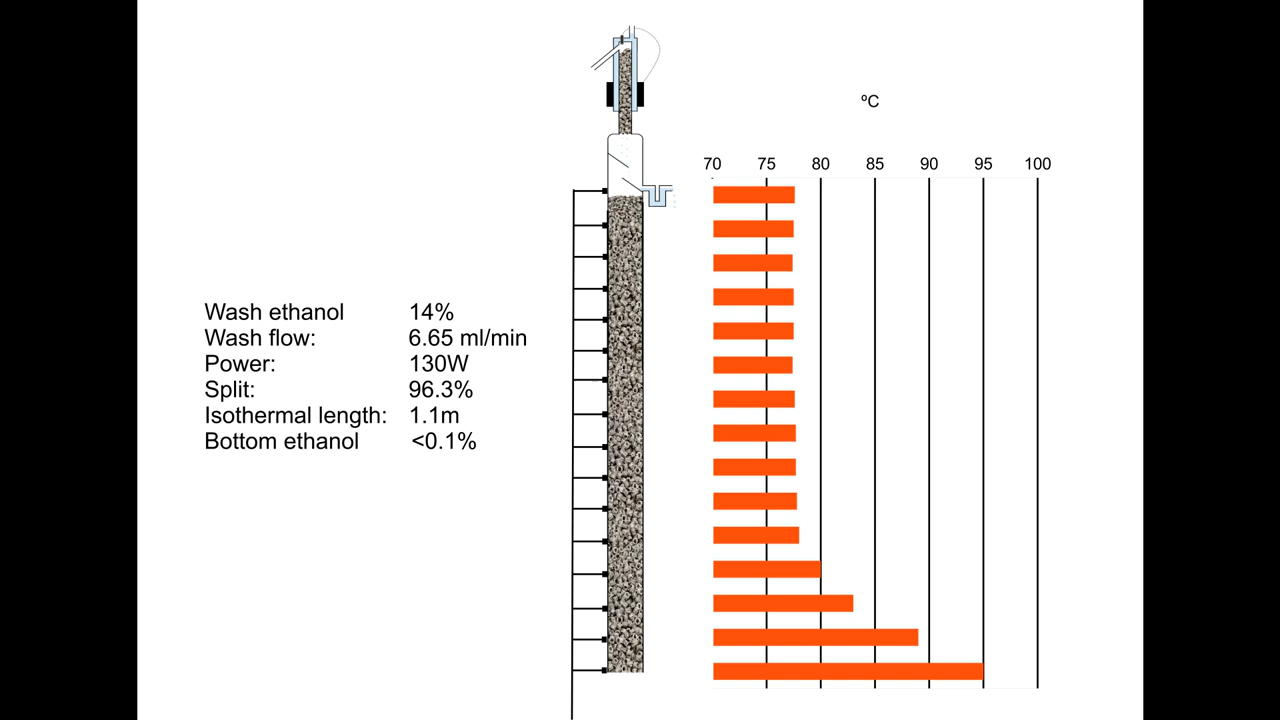 ºC
70 75 80 85 90 95 100
Wash ethanol 14%
Wash flow: 6.65 ml/min
Power: 130W
Split: 96.3%
Isothermal length: 1.1m
Bottom ethanol <0.1%